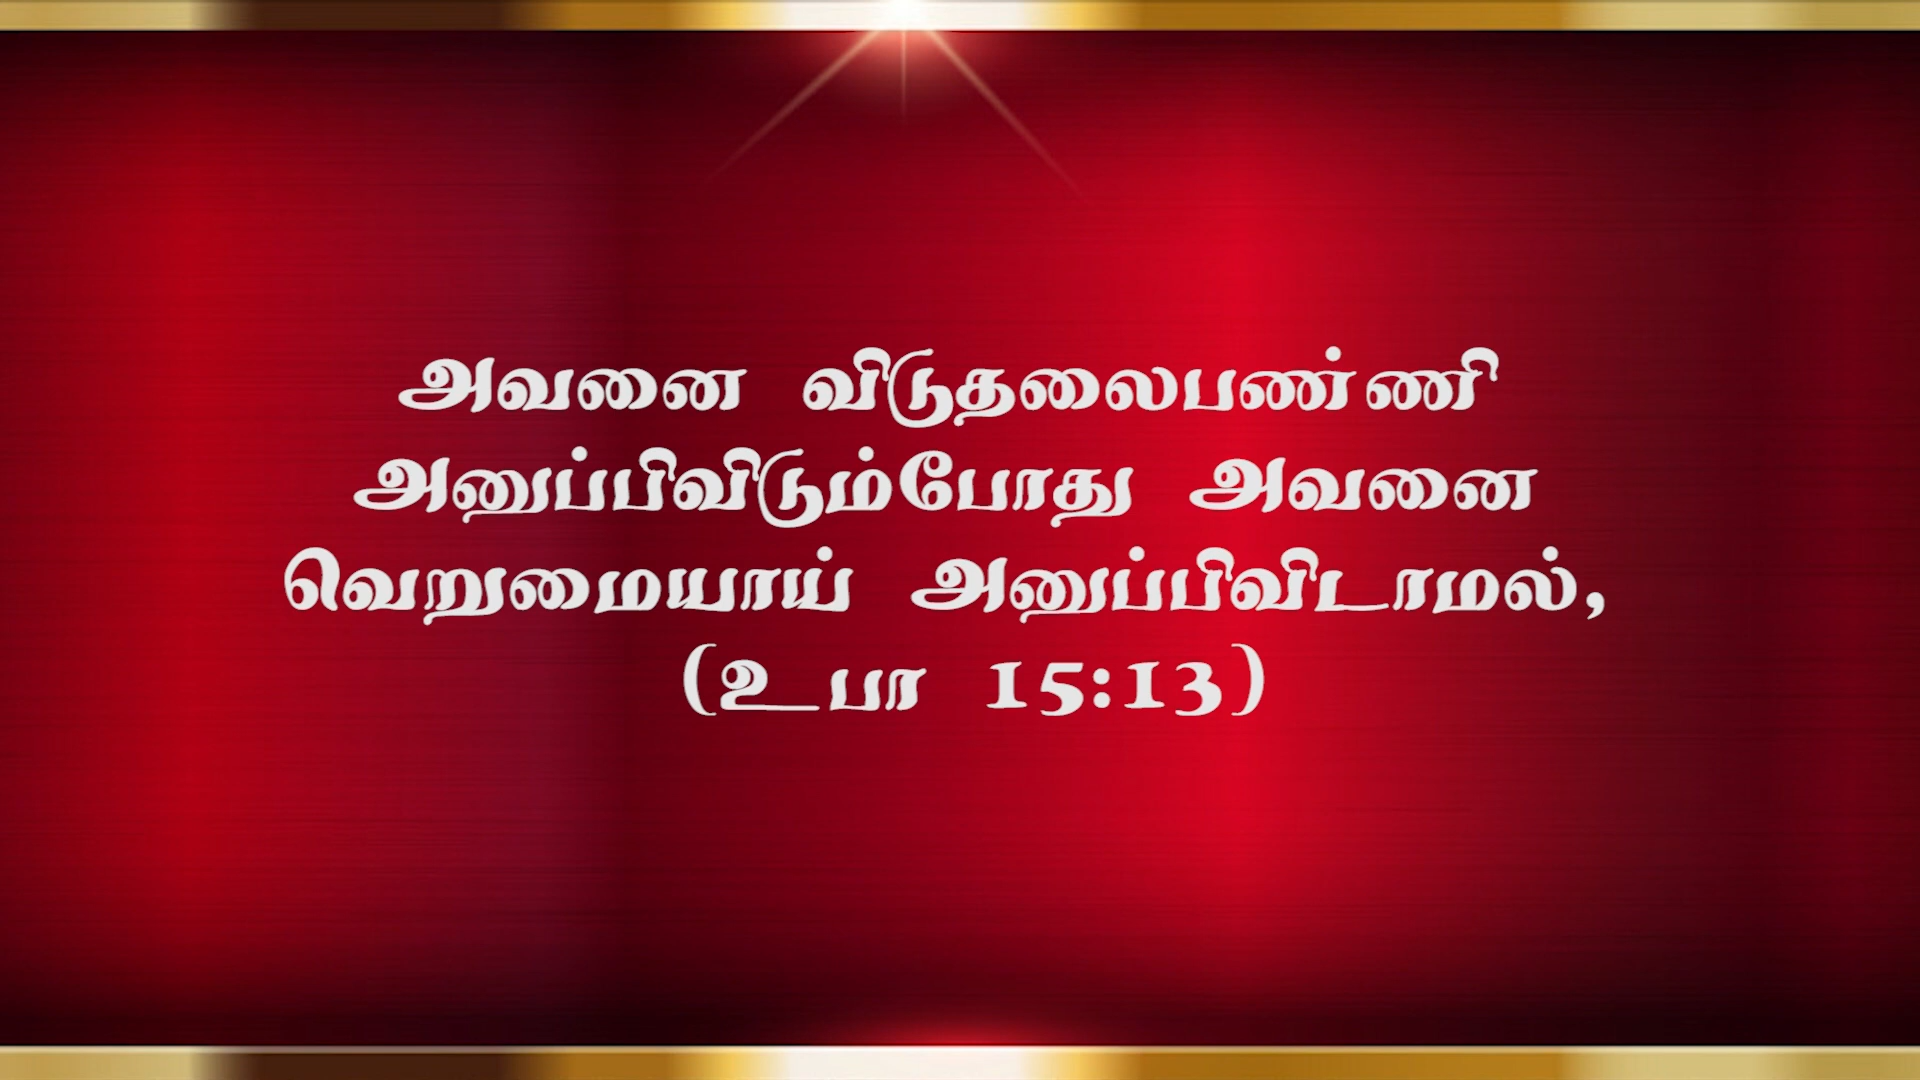 அவனை விடுதலைபண்ணி
அனுப்பிவிடும்போது அவனை
வெறுமையாய் அனுப்பிவிடாமல்,
(உபா 15:13)